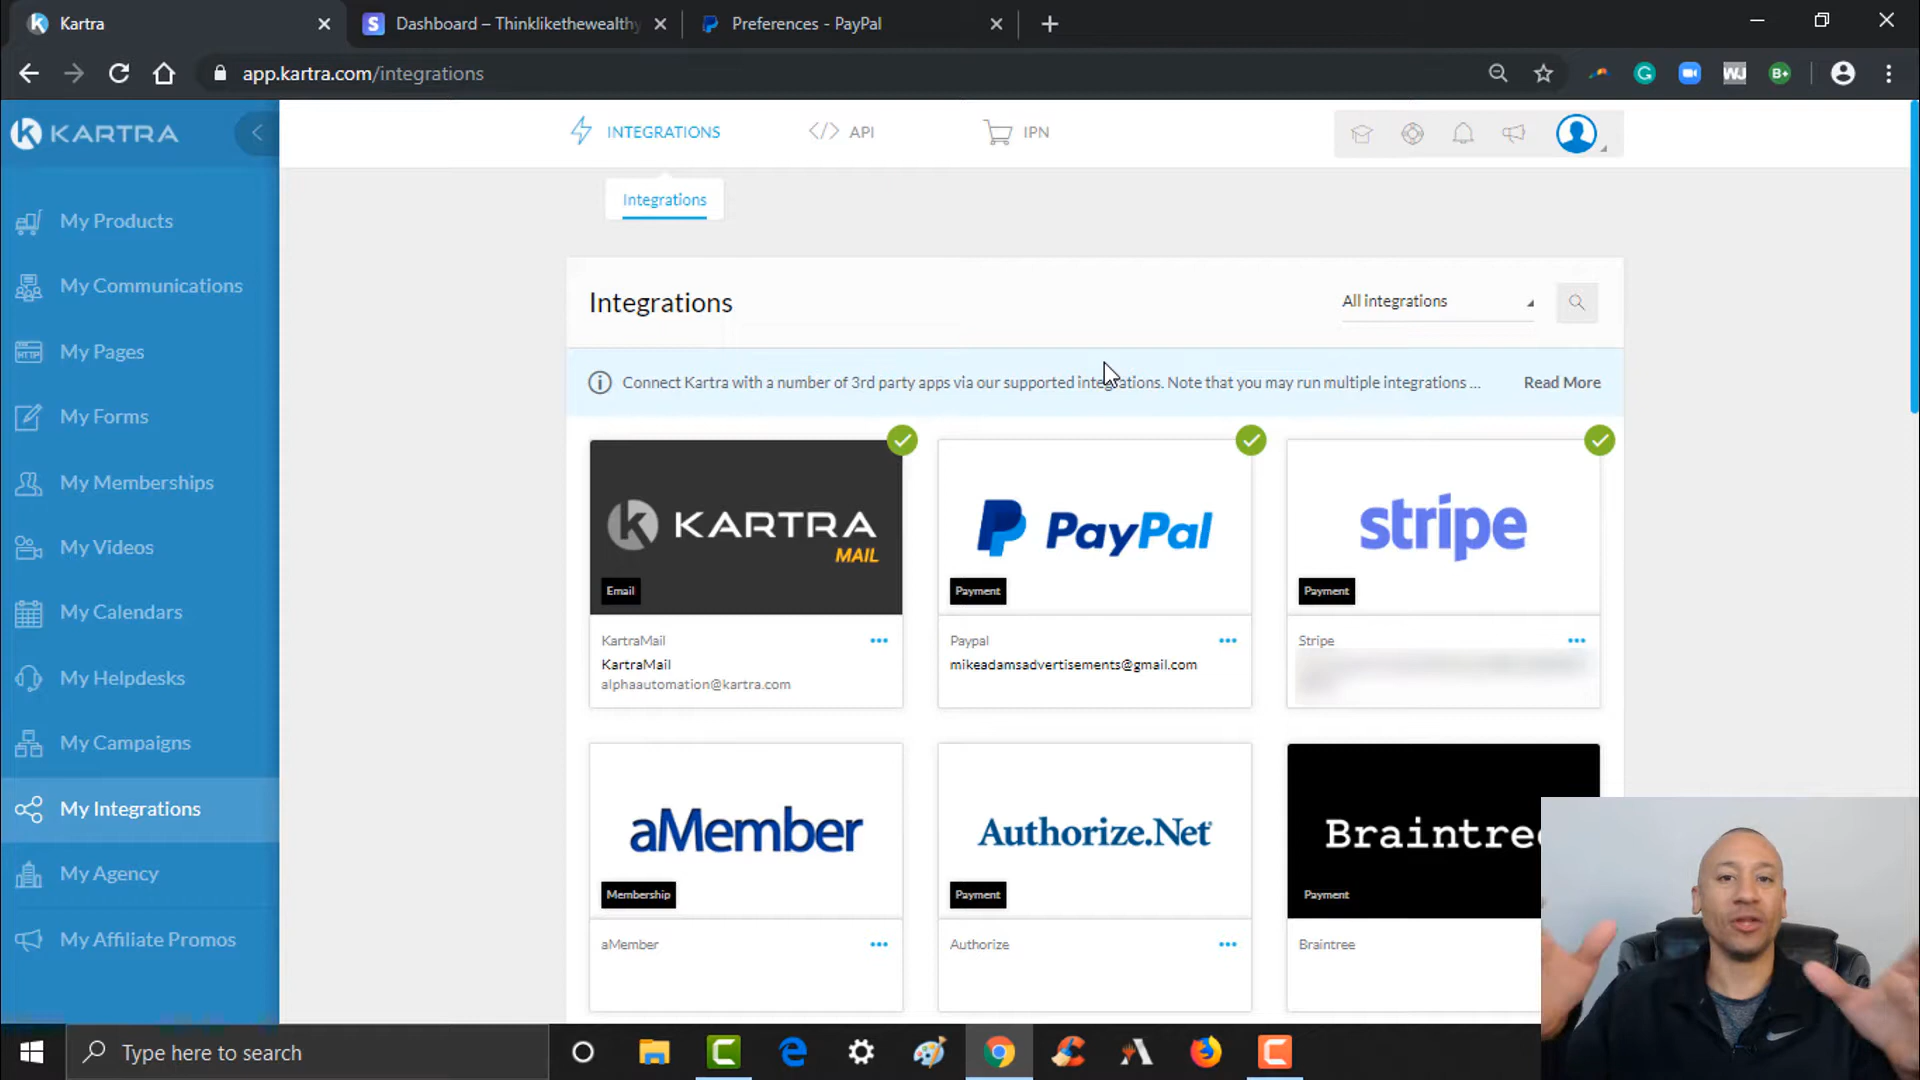 Kartra
Dashboard – Thinklikethewealthy
Preferences - PayPal
app.kartra.com/integrations
KARTRA
INTEGRATIONS
API
IPN
Integrations
My Products
My Communications
My Pages
My Forms
My Memberships
My Videos
My Calendars
My Helpdesks
My Campaigns
My Integrations
My Agency
My Affiliate Promos
Integrations
All integrations
Connect Kartra with a number of 3rd party apps via our supported integrations. Note that you may run multiple integrations ...
Read More
KARTRA
MAIL
Email
KartraMail
KartraMail
alphaautomation@kartra.com
PayPal
Payment
Paypal
mikeadamsadvertisements@gmail.com
stripe
Payment
Stripe
aMember
Membership
aMember
Authorize.Net
Payment
Authorize
Braintree
Payment
Braintree
Type here to search